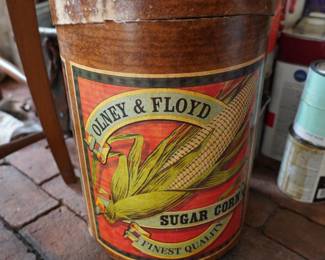 OLNEY & FLOYD
SUGAR CORN
FINEST QUALITY